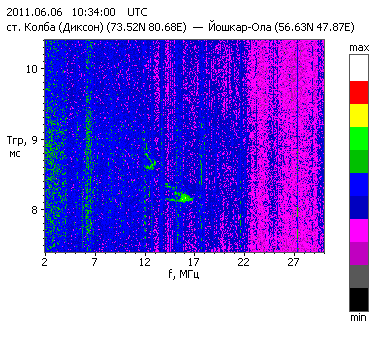 2011.06.06 10:34:00 UTC
ст. Колба (Диксон) (73.52N 80.68E) — Йошкар-Ола (56.63N 47.87E)
max
10
9
Tгр,
мс
8
2 7 12 17 22 27
f, МГц
min